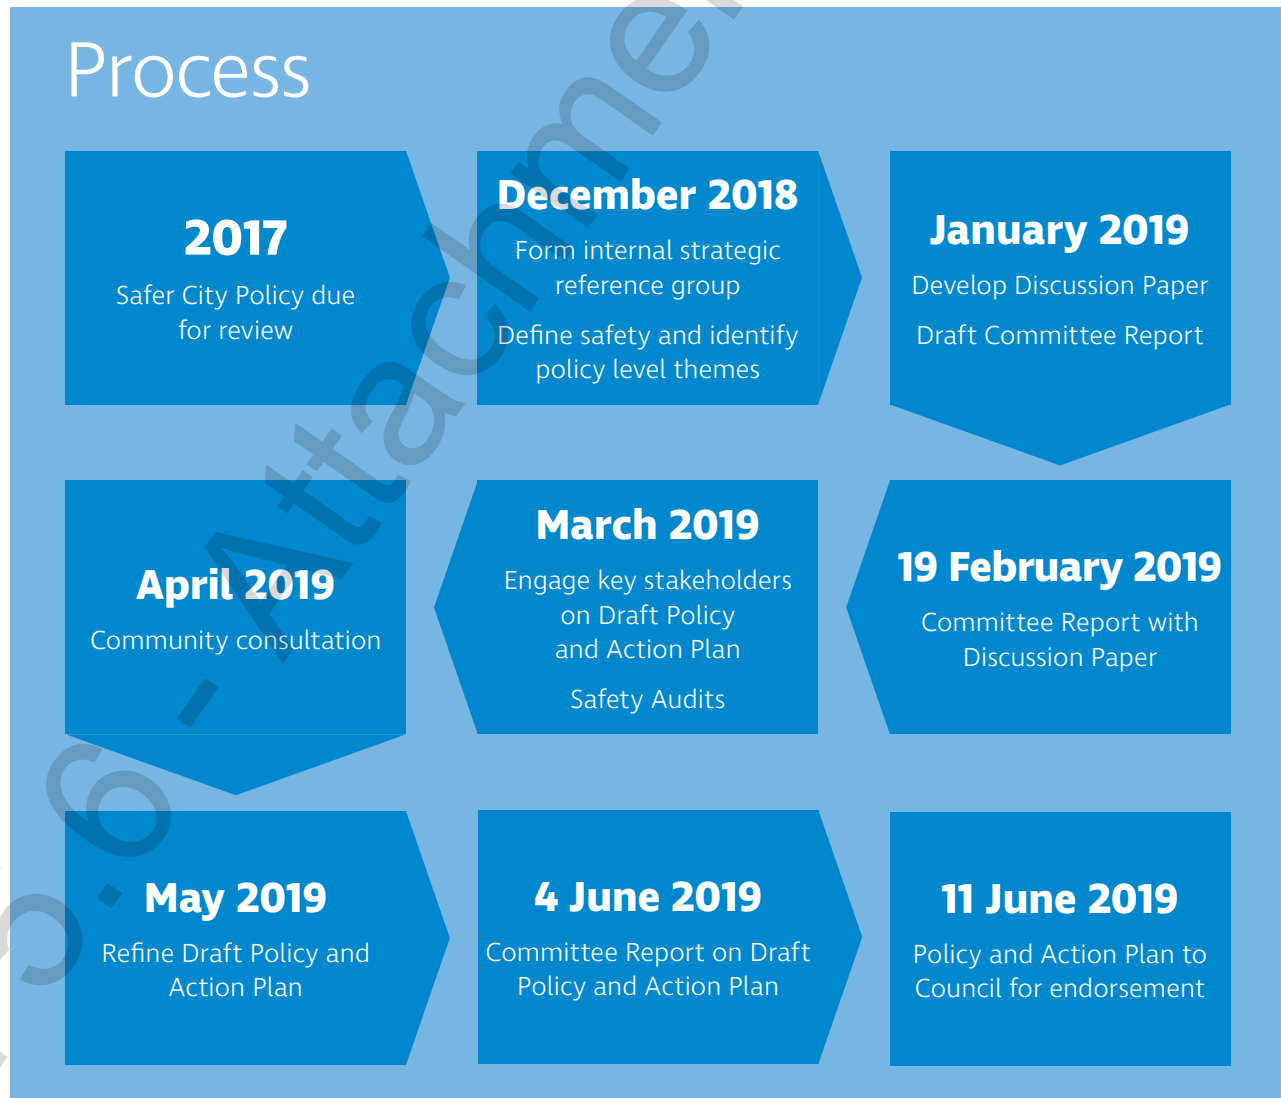 Process
2017
Safer City Policy due
for review
December 2018
Form internal strategic
reference group
Define safety and identify
policy level themes
January 2019
Develop Discussion Paper
Draft Committee Report
19 February 2019
Committee Report with
Discussion Paper
March 2019
Engage key stakeholders
on Draft Policy
and Action Plan
Safety Audits
April 2019
Community consultation
May 2019
Refine Draft Policy and
Action Plan
4 June 2019
Committee Report on Draft
Policy and Action Plan
11 June 2019
Policy and Action Plan to
Council for endorsement